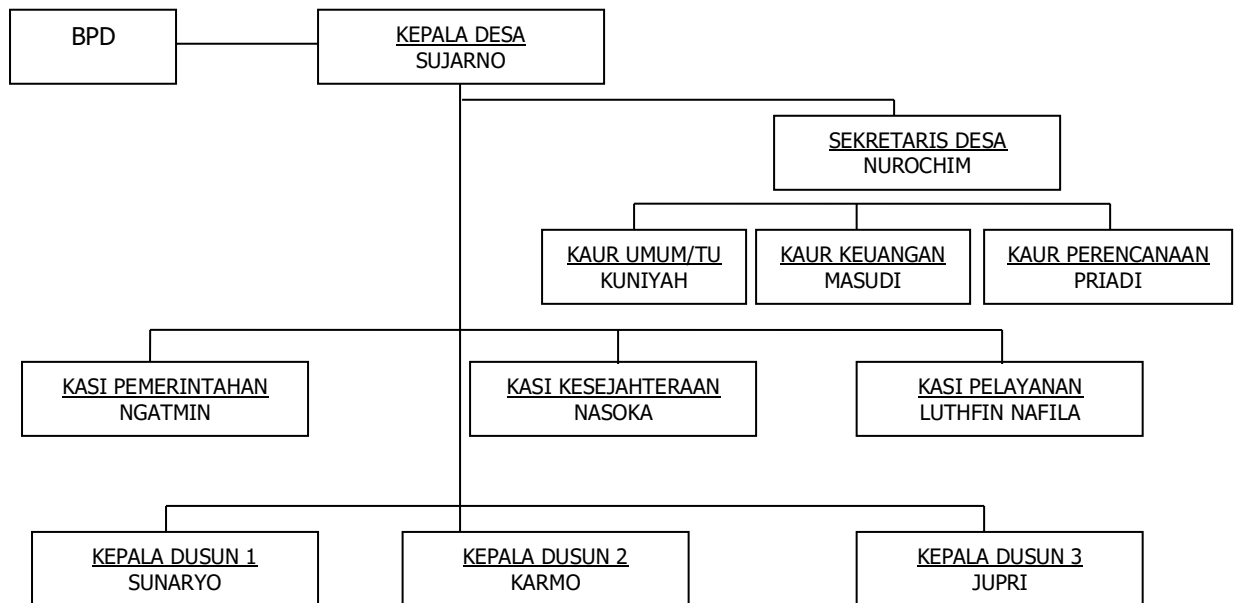 BPD
KEPALA DESA
SUJARNO
SEKRETARIS DESA
NUROCHIM
KAUR UMUM/TU
KUNIYAH
KAUR KEUANGAN
MASUDI
KAUR PERENCANAAN
PRIADI
KASI PEMERINTAHAN
NGATMIN
KASI KESEJAHTERAAN
NASOKA
KASI PELAYANAN
LUTHFIN NAFILA
KEPALA DUSUN 1
SUNARYO
KEPALA DUSUN 2
KARMO
KEPALA DUSUN 3
JUPRI